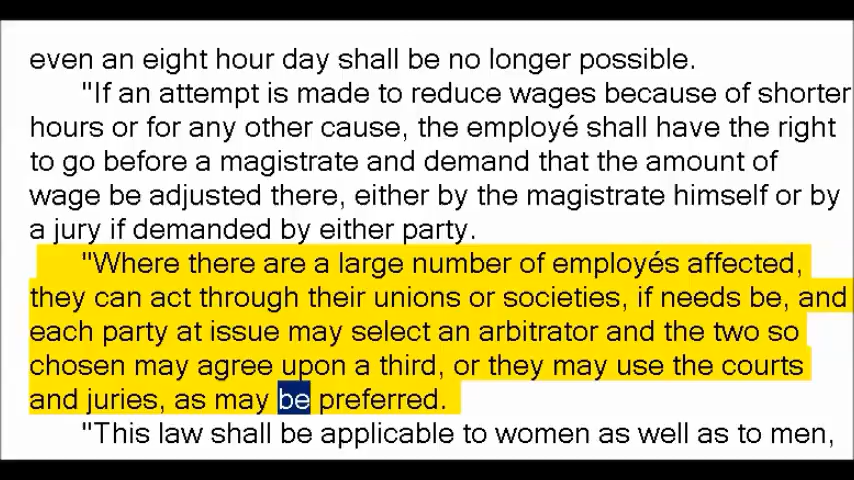 even an eight hour day shall be no longer possible.
"If an attempt is made to reduce wages because of shorter
hours or for any other cause, the employé shall have the right
to go before a magistrate and demand that the amount of
wage be adjusted there, either by the magistrate himself or by
a jury if demanded by either party.
"Where there are a large number of employés affected,
they can act through their unions or societies, if needs be, and
each party at issue may select an arbitrator and the two so
chosen may agree upon a third, or they may use the courts
and juries, as may be preferred.
"This law shall be applicable to women as well as to men,